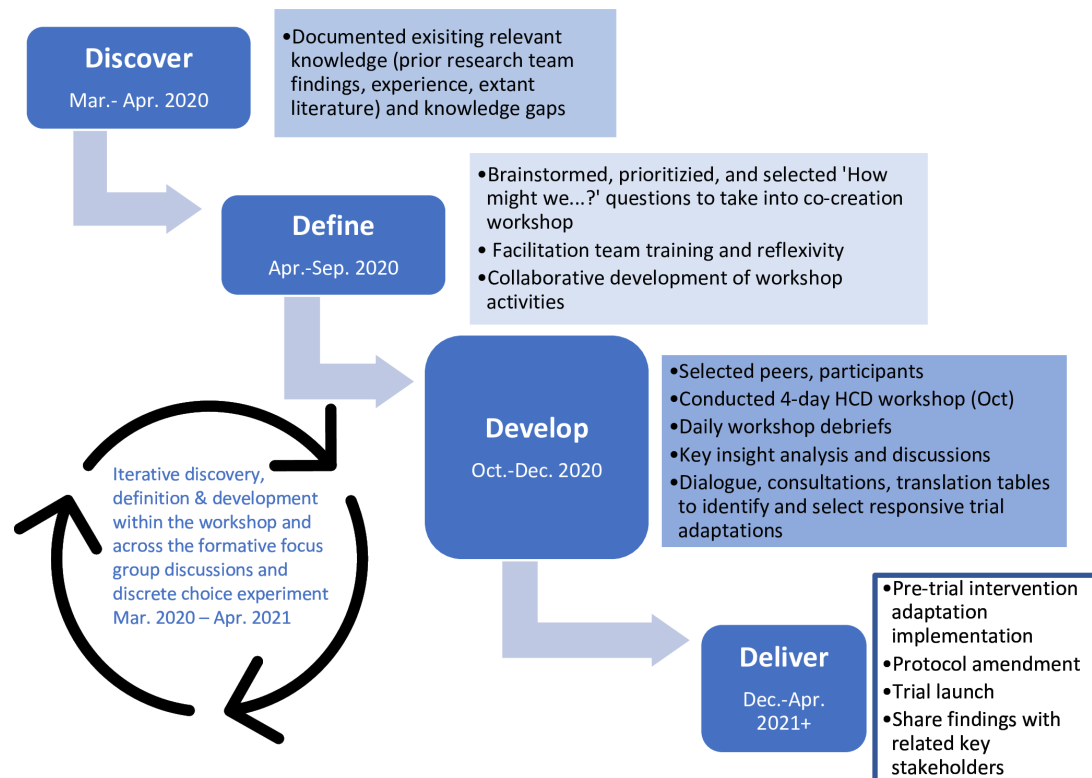 Discover
Mar.- Apr. 2020
•Documented exisiting relevant
knowledge (prior research team
findings, experience, extant
literature) and knowledge gaps
Define
Apr.-Sep. 2020
•Brainstormed, prioritizied, and selected 'How
might we...?' questions to take into co-creation
workshop
• Facilitation team training and reflexivity
•Collaborative development of workshop
activities
Develop
Oct.-Dec. 2020
•Selected peers, participants
•Conducted 4-day HCD workshop (Oct)
•Daily workshop debriefs
•Key insight analysis and discussions
•Dialogue, consultations, translation tables
to identify and select responsive trial
adaptations
Iterative discovery,
definition & development
within the workshop and
across the formative focus
group discussions and
discrete choice experiment
Mar. 2020 – Apr. 2021
Deliver
Dec.-Apr.
2021+
•Pre-trial intervention
adaptation
implementation
•Protocol amendment
•Trial launch
•Share findings with
related key
stakeholders